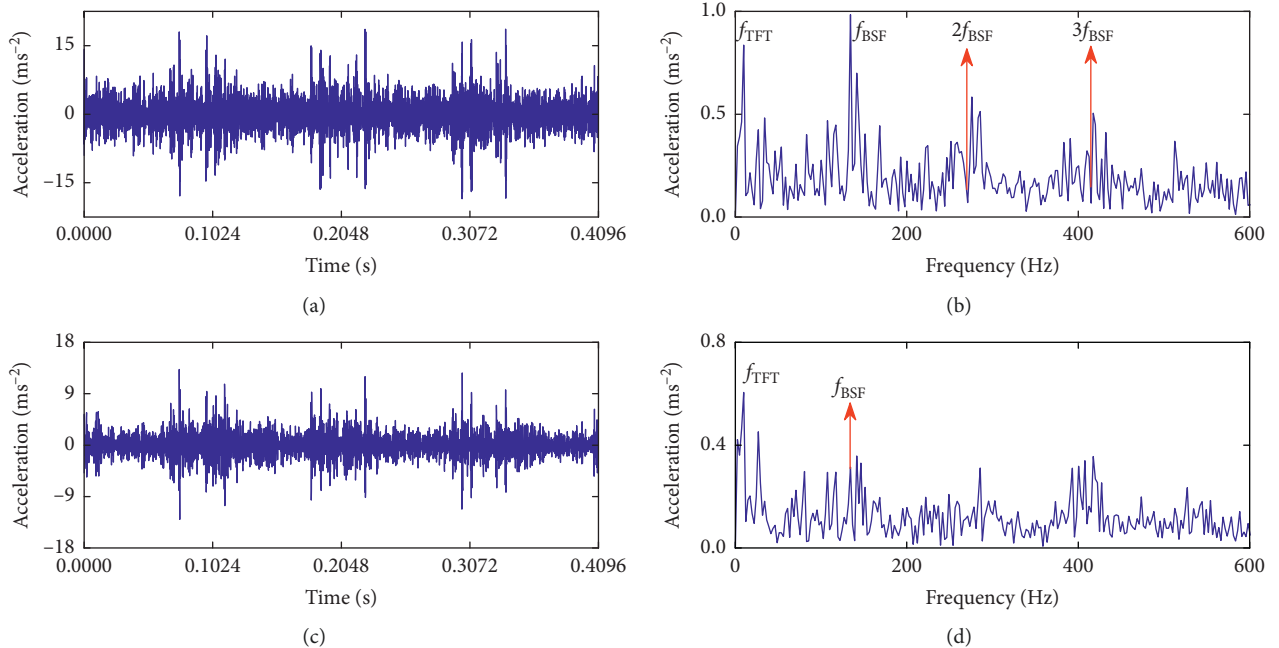 Acceleration (ms⁻²)
15
0
−15
0.0000 0.1024 0.2048 0.3072 0.4096
Time (s)
(a)
Acceleration (ms⁻²)
1.0
0.5
0.0
f_TFT f_BSF 2f_BSF 3f_BSF
0 200 400 600
Frequency (Hz)
(b)
Acceleration (ms⁻²)
18
9
0
−9
−18
0.0000 0.1024 0.2048 0.3072 0.4096
Time (s)
(c)
Acceleration (ms⁻²)
0.8
0.4
0.0
f_TFT f_BSF
0 200 400 600
Frequency (Hz)
(d)